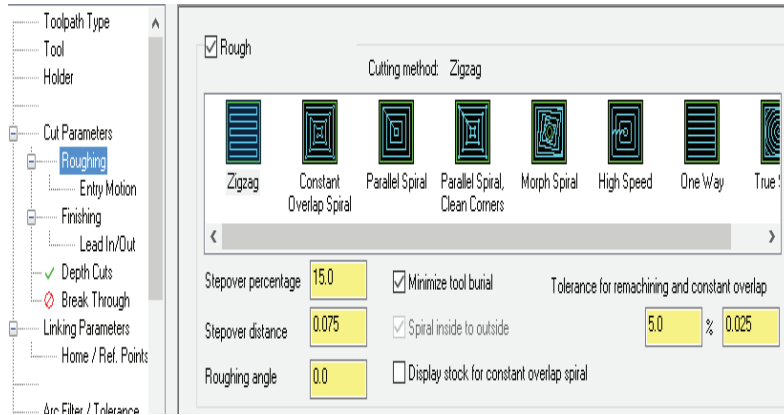 Toolpath Type
Tool
Holder
Cut Parameters
Roughing
Entry Motion
Finishing
Lead In/Out
Depth Cuts
Break Through
Linking Parameters
Home / Ref. Points
Arc Filter / Tolerance
Rough
Cutting method: Zigzag
Zigzag
Constant
Overlap Spiral
Parallel Spiral
Parallel Spiral,
Clean Corners
Morph Spiral
High Speed
One Way
True
Stepover percentage 15.0
Minimize tool burial
Tolerance for remachining and constant overlap
Stepover distance 0.075
Spiral inside to outside
5.0 % 0.025
Roughing angle 0.0
Display stock for constant overlap spiral